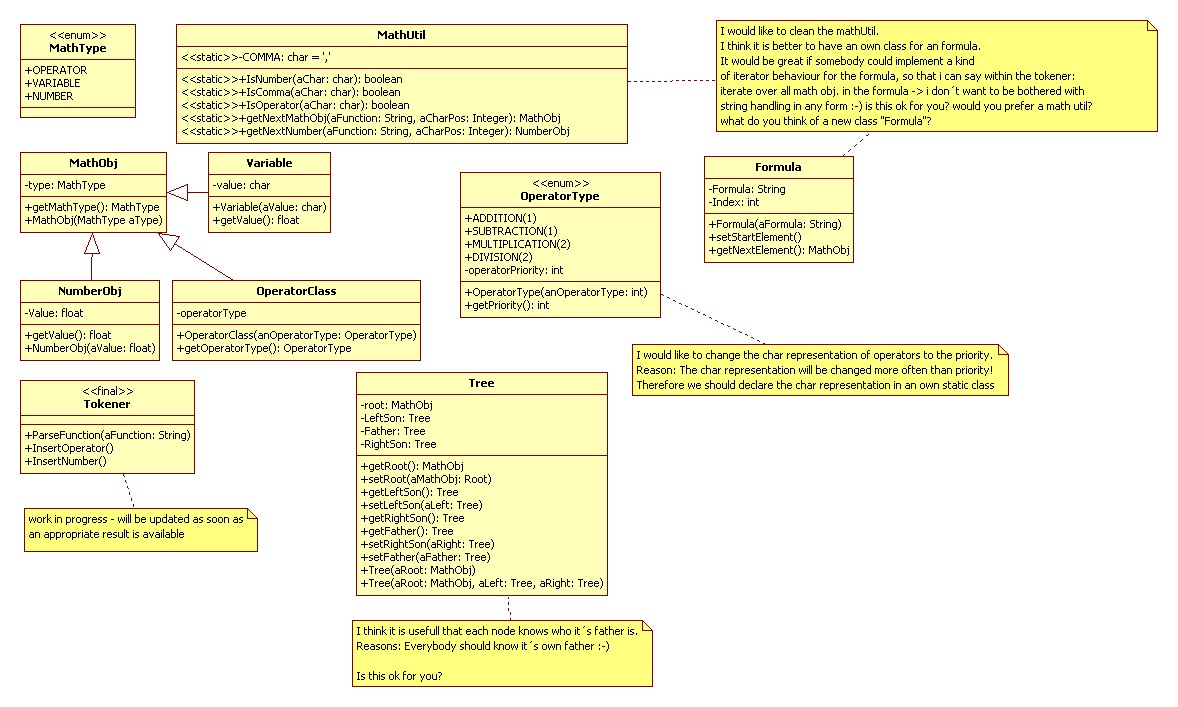 <<enum>>
MathType
+OPERATOR
+VARIABLE
+NUMBER
MathUtil
<<static>>-COMMA: char = ','
<<static>>+IsNumber(aChar: char): boolean
<<static>>+IsComma(aChar: char): boolean
<<static>>+IsOperator(aChar: char): boolean
<<static>>+getNextMathObj(aFunction: String, aCharPos: Integer): MathObj
<<static>>+getNextNumber(aFunction: String, aCharPos: Integer): NumberObj
I would like to clean the mathUtil.
I think it is better to have an own class for an formula.
It would be great if somebody could implement a kind
of iterator behaviour for the formula, so that i can say within the tokener:
iterate over all math obj. in the formula -> i don´t want to be bothered with
string handling in any form :-) is this ok for you? would you prefer a math util?
what do you think of a new class "Formula"?
MathObj
-type: MathType
+getMathType(): MathType
+MathObj(MathType aType)
Variable
-value: char
+Variable(aValue: char)
+getValue(): float
<<enum>>
OperatorType
+ADDITION(1)
+SUBTRACTION(1)
+MULTIPLICATION(2)
+DIVISION(2)
-operatorPriority: int
+OperatorType(anOperatorType: int)
+getPriority(): int
Formula
-Formula: String
-Index: int
+Formula(aFormula: String)
+setStartElement()
+getNextElement(): MathObj
NumberObj
-Value: float
+getValue(): float
+NumberObj(aValue: float)
OperatorClass
-operatorType
+OperatorClass(anOperatorType: OperatorType)
+getOperatorType(): OperatorType
I would like to change the char representation of operators to the priority.
Reason: The char representation will be changed more often than priority!
Therefore we should declare the char representation in an own static class
<<final>>
Tokener
+ParseFunction(aFunction: String)
+InsertOperator()
+InsertNumber()
work in progress - will be updated as soon as
an appropriate result is available
Tree
-root: MathObj
-LeftSon: Tree
-Father: Tree
-RightSon: Tree
+getRoot(): MathObj
+setRoot(aMathObj: Root)
+getLeftSon(): Tree
+setLeftSon(aLeft: Tree)
+getRightSon(): Tree
+getFather(): Tree
+setRightSon(aRight: Tree)
+setFather(aFather: Tree)
+Tree(aRoot: MathObj)
+Tree(aRoot: MathObj, aLeft: Tree, aRight: Tree)
I think it is usefull that each node knows who it´s father is.
Reasons: Everybody should know it´s own father :-)
Is this ok for you?